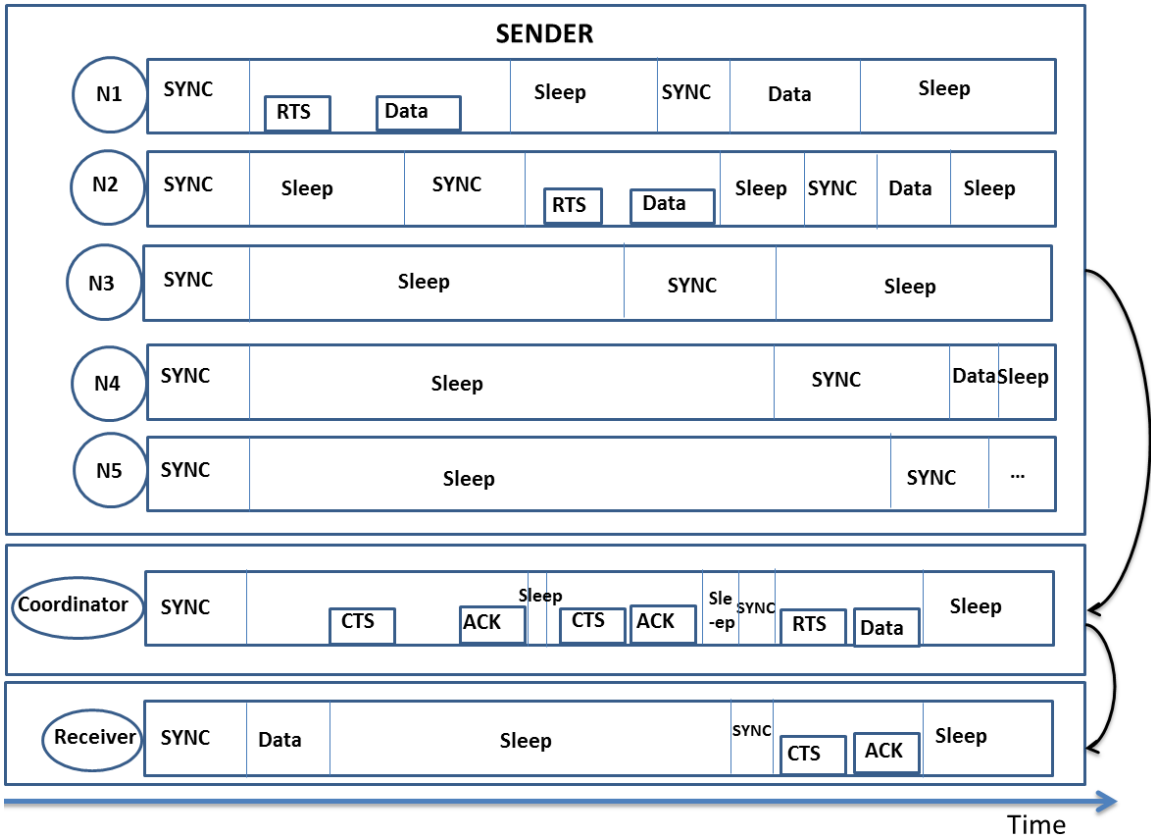 SENDER
N1 SYNC RTS Data Sleep SYNC Data Sleep
N2 SYNC Sleep SYNC RTS Data Sleep SYNC Data Sleep
N3 SYNC Sleep SYNC Sleep
N4 SYNC Sleep SYNC Data Sleep
N5 SYNC Sleep SYNC ...
Coordinator SYNC CTS ACK Sleep CTS ACK Sle
-ep SYNC RTS Data Sleep
Receiver SYNC Data Sleep SYNC CTS ACK Sleep
Time